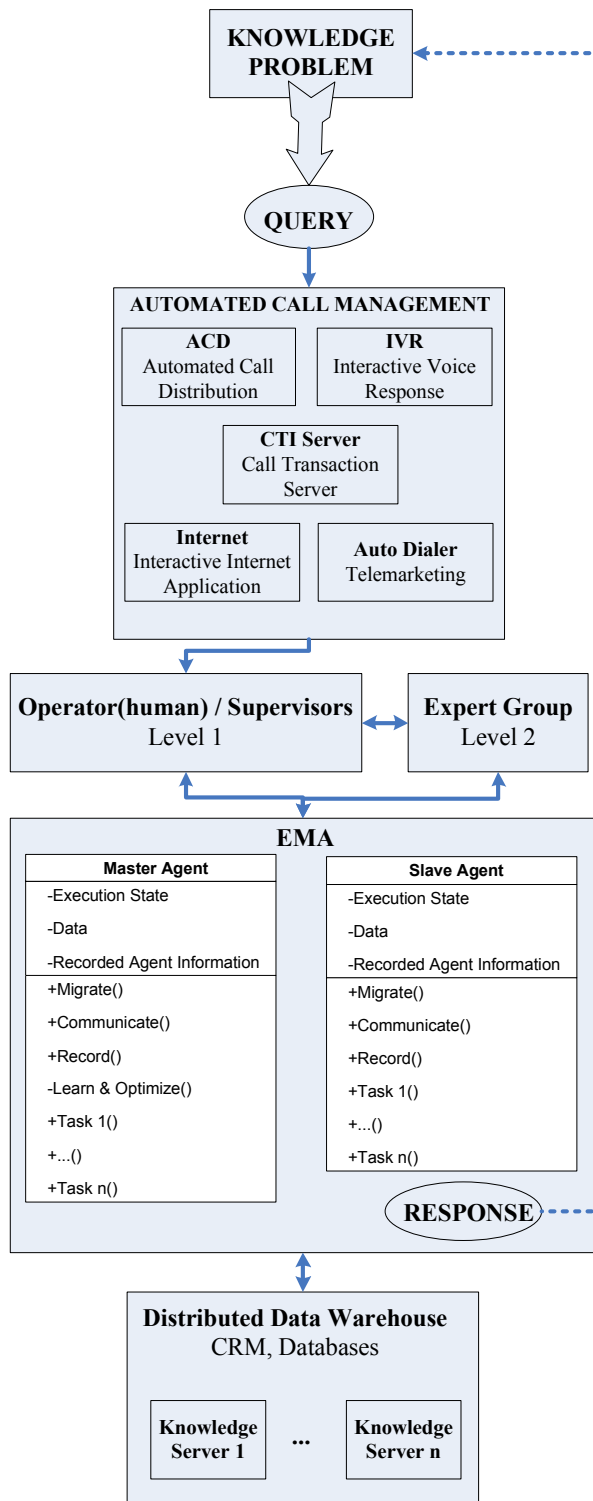 KNOWLEDGE
PROBLEM
QUERY
AUTOMATED CALL MANAGEMENT
ACD
Automated Call
Distribution
IVR
Interactive Voice
Response
CTI Server
Call Transaction
Server
Internet
Interactive Internet
Application
Auto Dialer
Telemarketing
Operator(human) / Supervisors
Level 1
Expert Group
Level 2
EMA
Master Agent
-Execution State
-Data
-Recorded Agent Information
+Migrate()
+Communicate()
+Record()
-Learn & Optimize()
+Task 1()
+...()
+Task n()
Slave Agent
-Execution State
-Data
-Recorded Agent Information
+Migrate()
+Communicate()
+Record()
+Task 1()
+...()
+Task n()
RESPONSE
Distributed Data Warehouse
CRM, Databases
Knowledge
Server 1
...
Knowledge
Server n